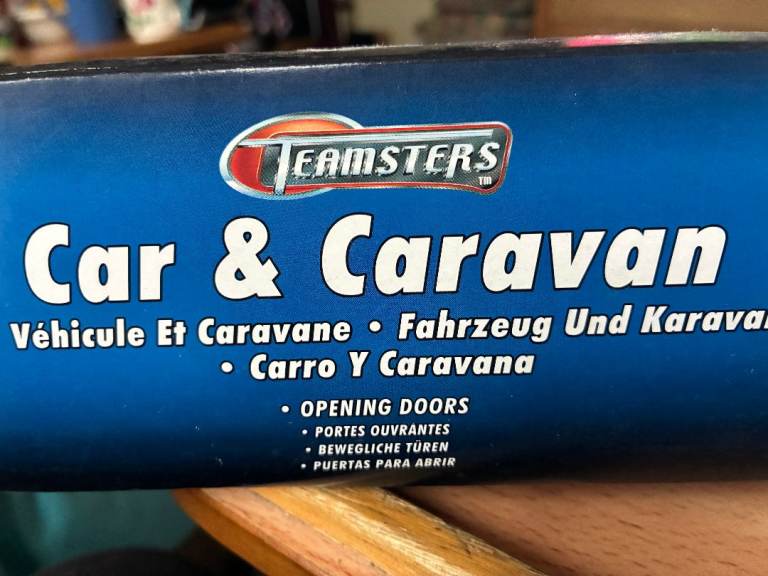 TEAMSTERS TM
Car & Caravan
Véhicule Et Caravane • Fahrzeug Und
• Carro Y Caravana
• OPENING DOORS
• PORTES OUVRANTES
• BEWEGLICHE TÜREN
• PUERTAS PARA ABRIR